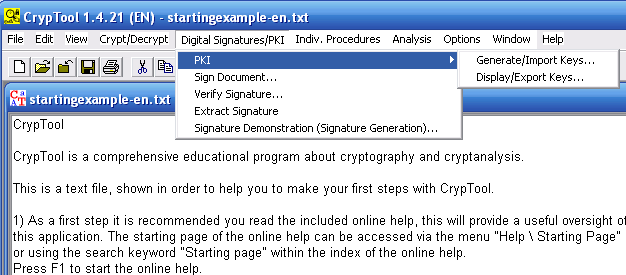 CrypTool 1.4.21 (EN) - startingexample-en.txt
File Edit View Crypt/Decrypt Digital Signatures/PKI Indiv. Procedures Analysis Options Window Help
PKI
Generate/Import Keys...
Sign Document...
Display/Export Keys...
Verify Signature...
Extract Signature
Signature Demonstration (Signature Generation)...
startingexample-en.txt
CrypTool
CrypTool is a comprehensive educational program about cryptography and cryptanalysis.
This is a text file, shown in order to help you to make your first steps with CrypTool.
1) As a first step it is recommended you read the included online help, this will provide a useful oversight of
this application. The starting page of the online help can be accessed via the menu "Help \ Starting Page"
or using the search keyword "Starting page" within the index of the online help.
Press F1 to start the online help.